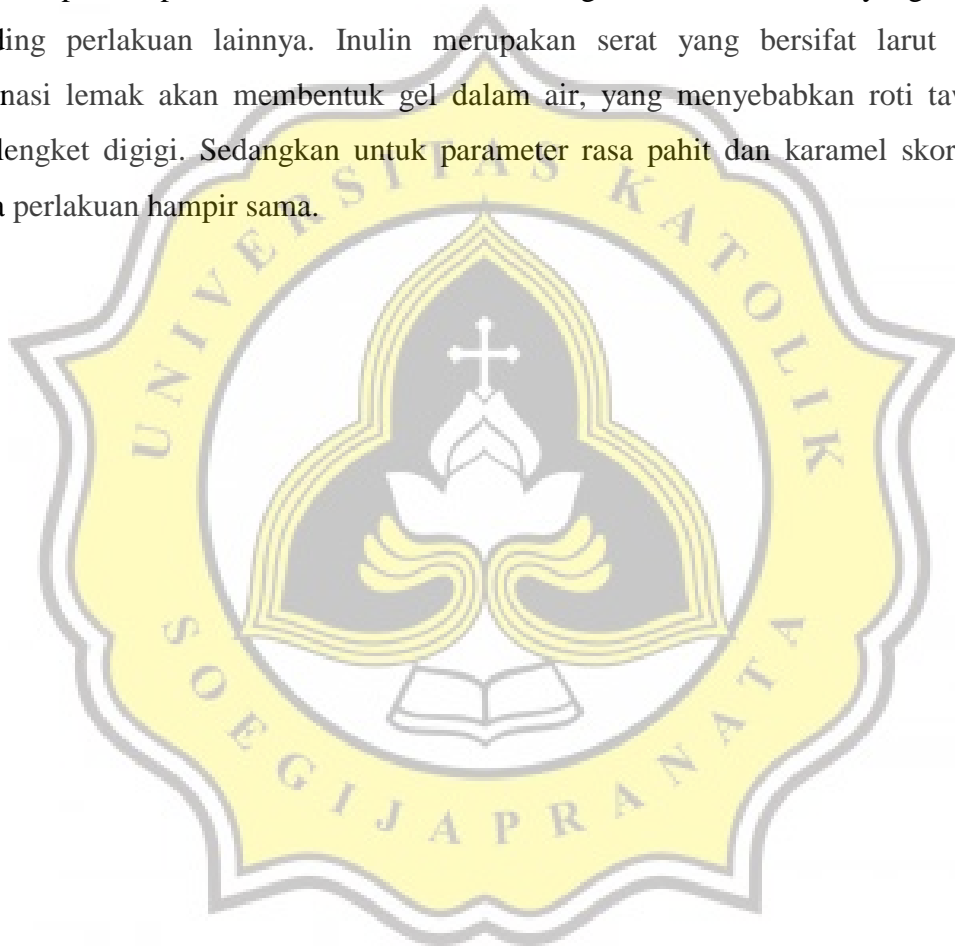 ling perlakuan lainnya. Inulin merupakan serat yang bersifat larut
nasi lemak akan membentuk gel dalam air, yang menyebabkan roti taw
lengket digigi. Sedangkan untuk parameter rasa pahit dan karamel skor
a perlakuan hampir sama.
UNIVERSITAS KATOLIK
SOEGIJAPRANATA